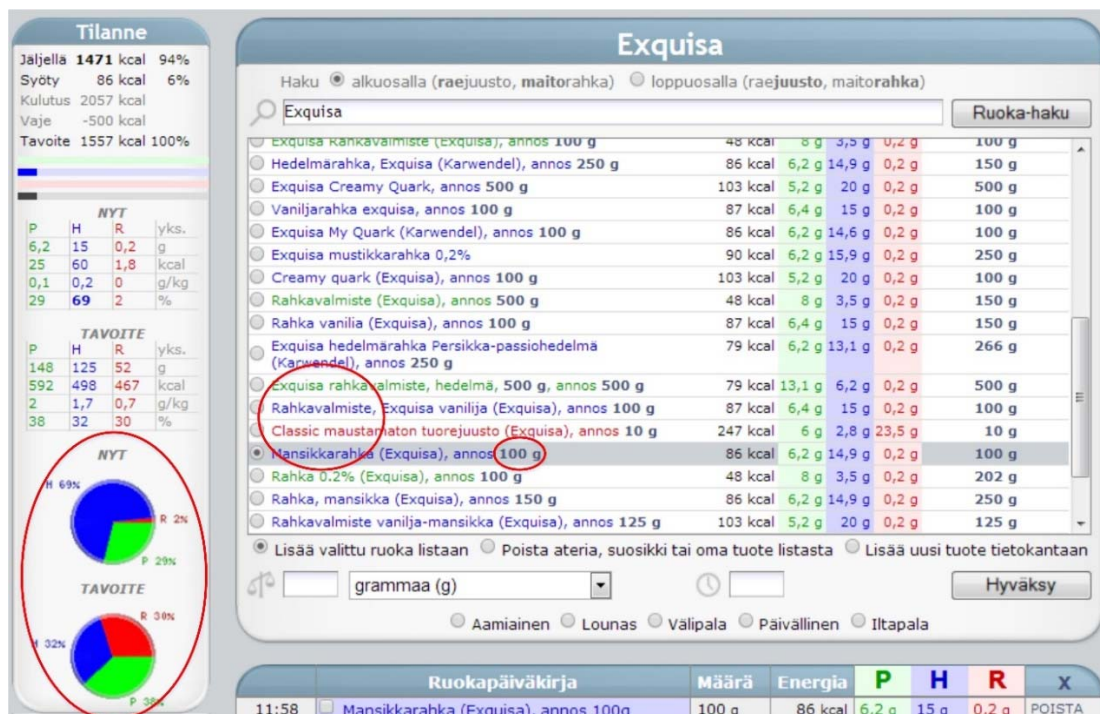 Tilanne
Jäljellä 1471 kcal 94%
Syöty 86 kcal 6%
Kulutus 2057 kcal
Vaje -500 kcal
Tavoite 1557 kcal 100%
NYT
P H R yks.
6,2 15 0,2 g
25 60 1,8 kcal
0,1 0,2 0 g/kg
29 69 2 %
TAVOITE
P H R yks.
148 125 52 g
592 498 467 kcal
2 1,7 0,7 g/kg
38 32 30 %
NYT
H 69%
R 2%
P 29%
TAVOITE
R 30%
H 32%
P 38%
Exquisa
Haku alkuosalla (raejuusto, maitorahka) loppuosalla (raejuusto, maitorahka)
Exquisa Ruoka-haku
Exquisa Rahkavalmiste (Exquisa), annos 100 g 48 kcal 8 g 3,5 g 0,2 g 100 g
Hedelmärahka, Exquisa (Karwendel), annos 250 g 86 kcal 6,2 g 14,9 g 0,2 g 150 g
Exquisa Creamy Quark, annos 500 g 103 kcal 5,2 g 20 g 0,2 g 500 g
Vaniljarahka exquisa, annos 100 g 87 kcal 6,4 g 15 g 0,2 g 100 g
Exquisa My Quark (Karwendel), annos 100 g 86 kcal 6,2 g 14,6 g 0,2 g 100 g
Exquisa mustikkarahka 0,2% 90 kcal 6,2 g 15,9 g 0,2 g 250 g
Creamy quark (Exquisa), annos 100 g 103 kcal 5,2 g 20 g 0,2 g 100 g
Rahkavalmiste (Exquisa), annos 500 g 48 kcal 8 g 3,5 g 0,2 g 150 g
Rahka vanilia (Exquisa), annos 100 g 87 kcal 6,4 g 15 g 0,2 g 150 g
Exquisa hedelmärahka Persikka-passiohedelmä
(Karwendel), annos 250 g 79 kcal 6,2 g 13,1 g 0,2 g 266 g
Exquisa rahkavalmiste, hedelmä, 500 g, annos 500 g 79 kcal 13,1 g 6,2 g 0,2 g 500 g
Rahkavalmiste, Exquisa vanilija (Exquisa), annos 100 g 87 kcal 6,4 g 15 g 0,2 g 100 g
Classic maustamaton tuorejuusto (Exquisa), annos 10 g 247 kcal 6 g 2,8 g 23,5 g 10 g
Mansikkarahka (Exquisa), annos 100 g 86 kcal 6,2 g 14,9 g 0,2 g 100 g
Rahka 0.2% (Exquisa), annos 100 g 48 kcal 8 g 3,5 g 0,2 g 202 g
Rahka, mansikka (Exquisa), annos 150 g 86 kcal 6,2 g 14,9 g 0,2 g 250 g
Rahkavalmiste vanilja-mansikka (Exquisa), annos 125 g 103 kcal 5,2 g 20 g 0,2 g 125 g
Lisää valittu ruoka listaan Poista ateria, suosikki tai oma tuote listasta Lisää uusi tuote tietokantaan
grammaa (g) Hyväksy
Aamiainen Lounas Välipala Päivällinen Iltapala
Ruokapäiväkirja Määrä Energia P H R X
11:58 Mansikkarahka (Exquisa), annos 100g 100 g 86 kcal 6,2 g 15 g 0,2 g POISTA